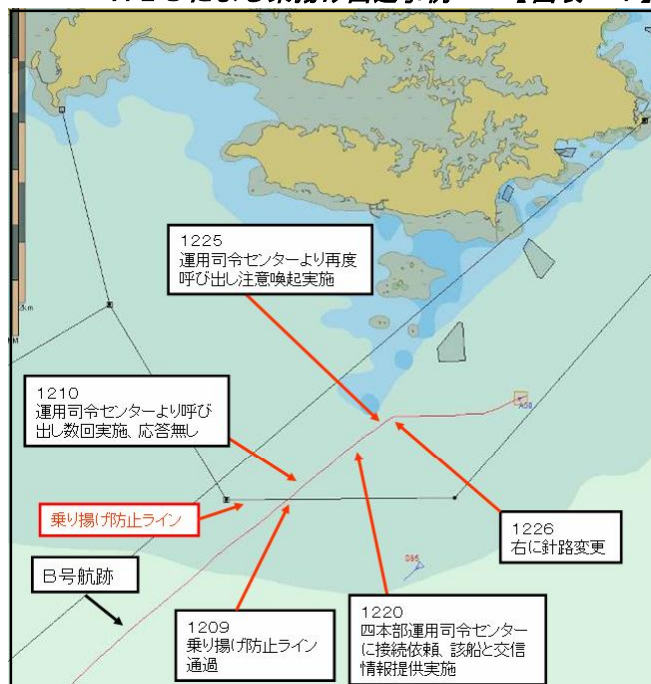 1225
運用司令センターより再度
呼び出し注意喚起実施
2km
1210
運用司令センターより呼び
出し数回実施、応答無し
乗り揚げ防止ライン
B号航跡
1209
乗り揚げ防止ライン
通過
1220
四本部運用司令センター
に接続依頼、該船と交信
情報提供実施
1226
右に針路変更